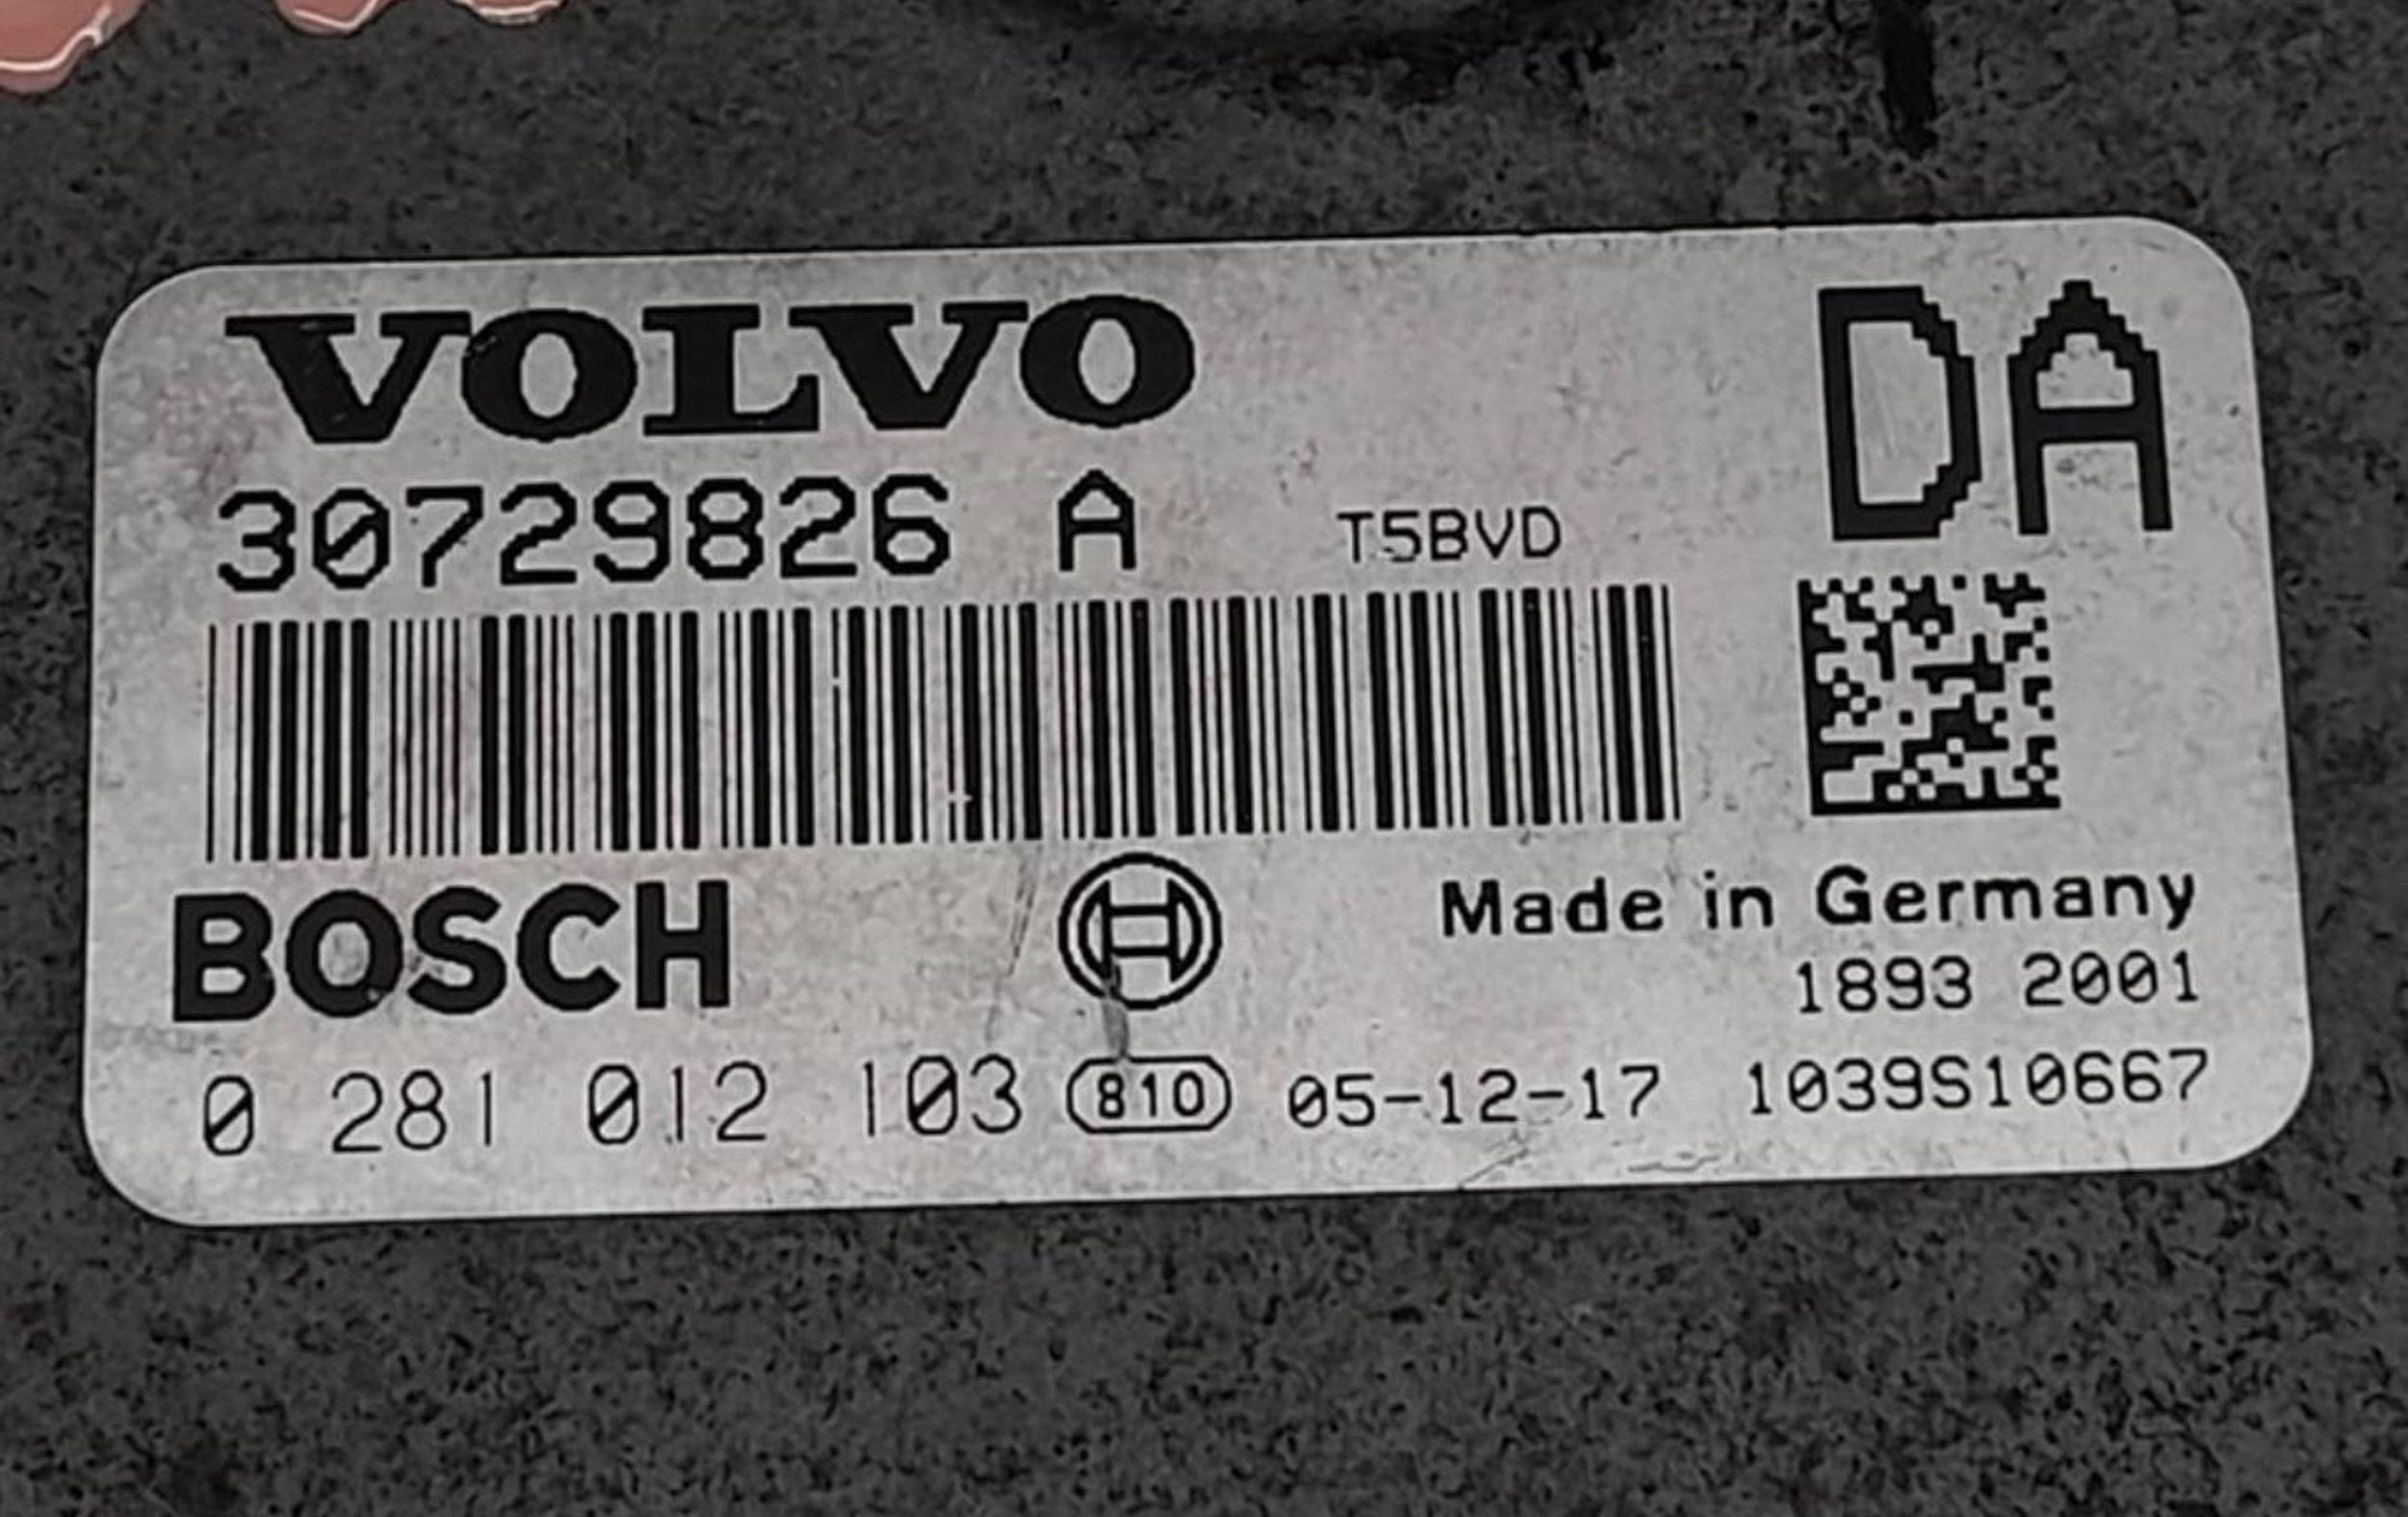 VOLVO
DA
30729826 A T5BVD
BOSCH
Made in Germany
1893 2001
0 281 012 103 810 05-12-17 1039S10667